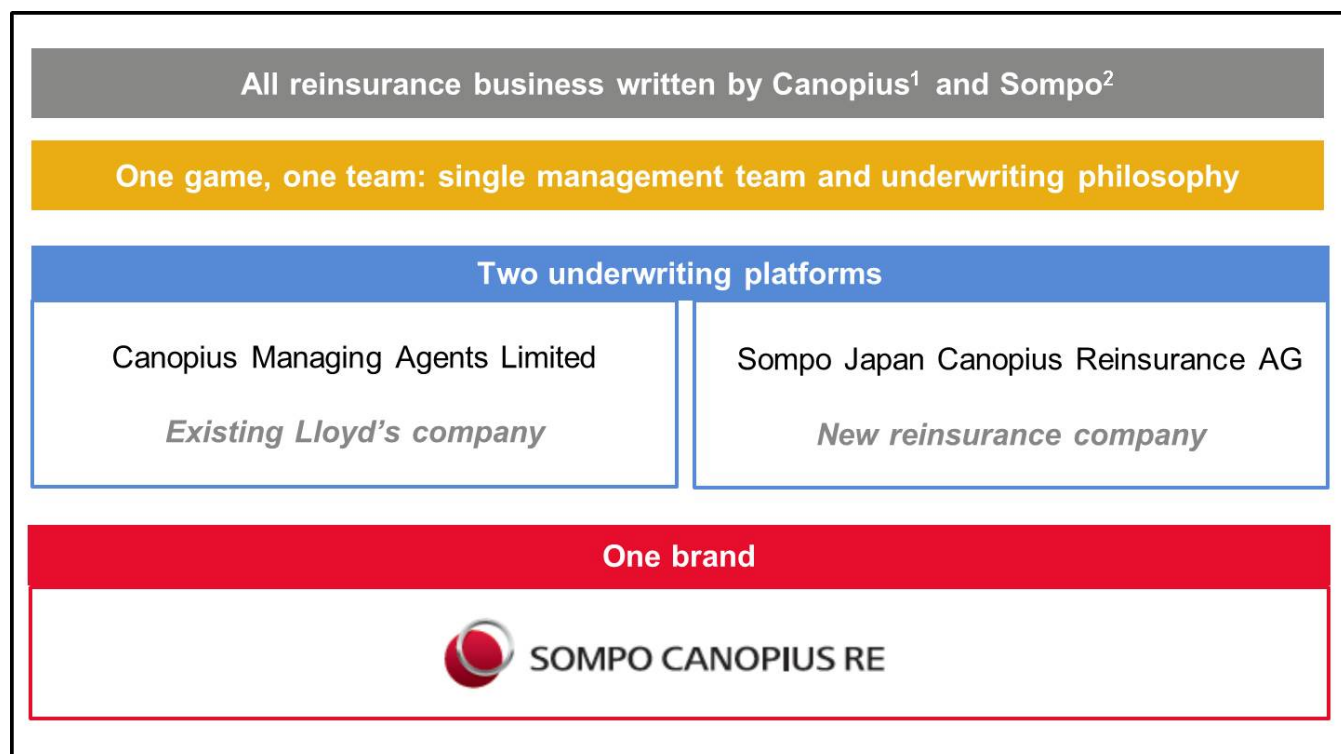 All reinsurance business written by Canopius¹ and Sompo²
One game, one team: single management team and underwriting philosophy
Two underwriting platforms
Canopius Managing Agents Limited
Existing Lloyd’s company
Sompo Japan Canopius Reinsurance AG
New reinsurance company
One brand
SOMPO CANOPIUS RE